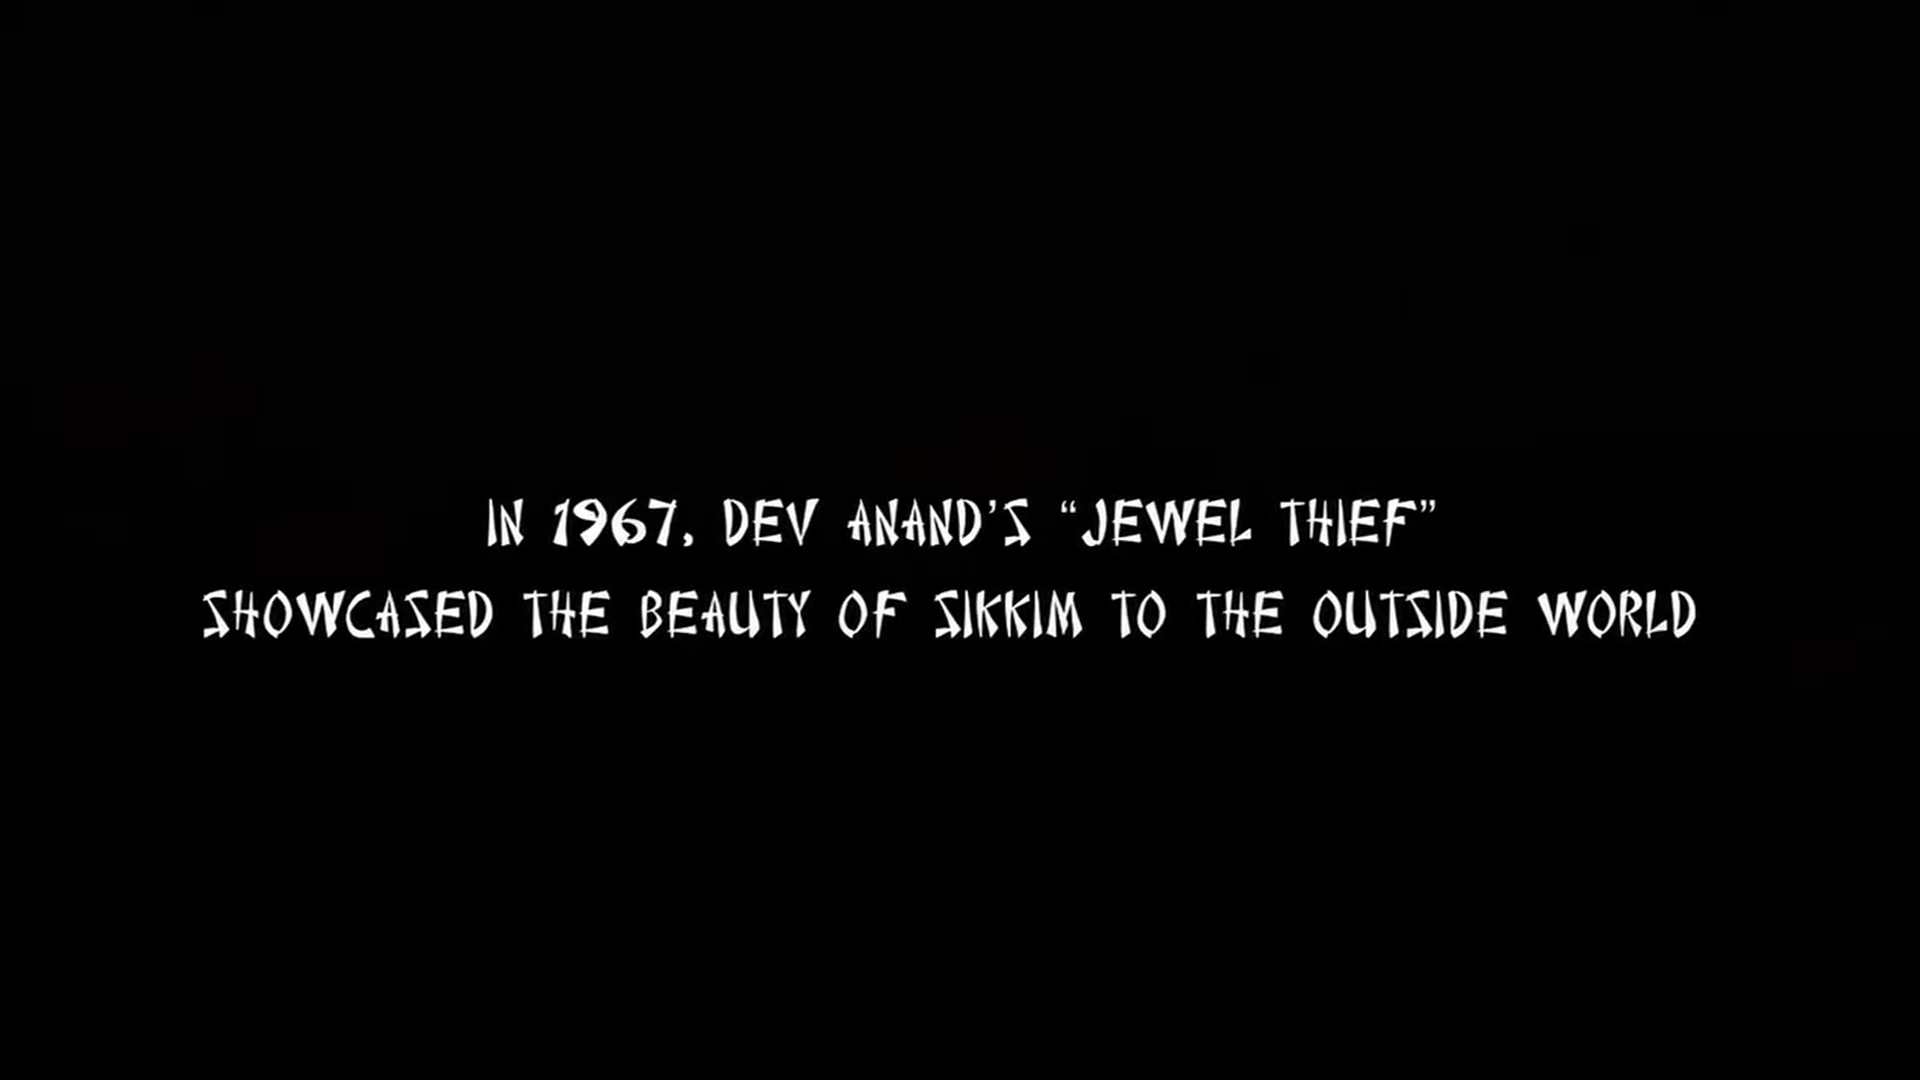 IN 1967, DEV ANAND'S “JEWEL THIEF”
SHOWCASED THE BEAUTY OF SIKKIM TO THE OUTSIDE WORLD